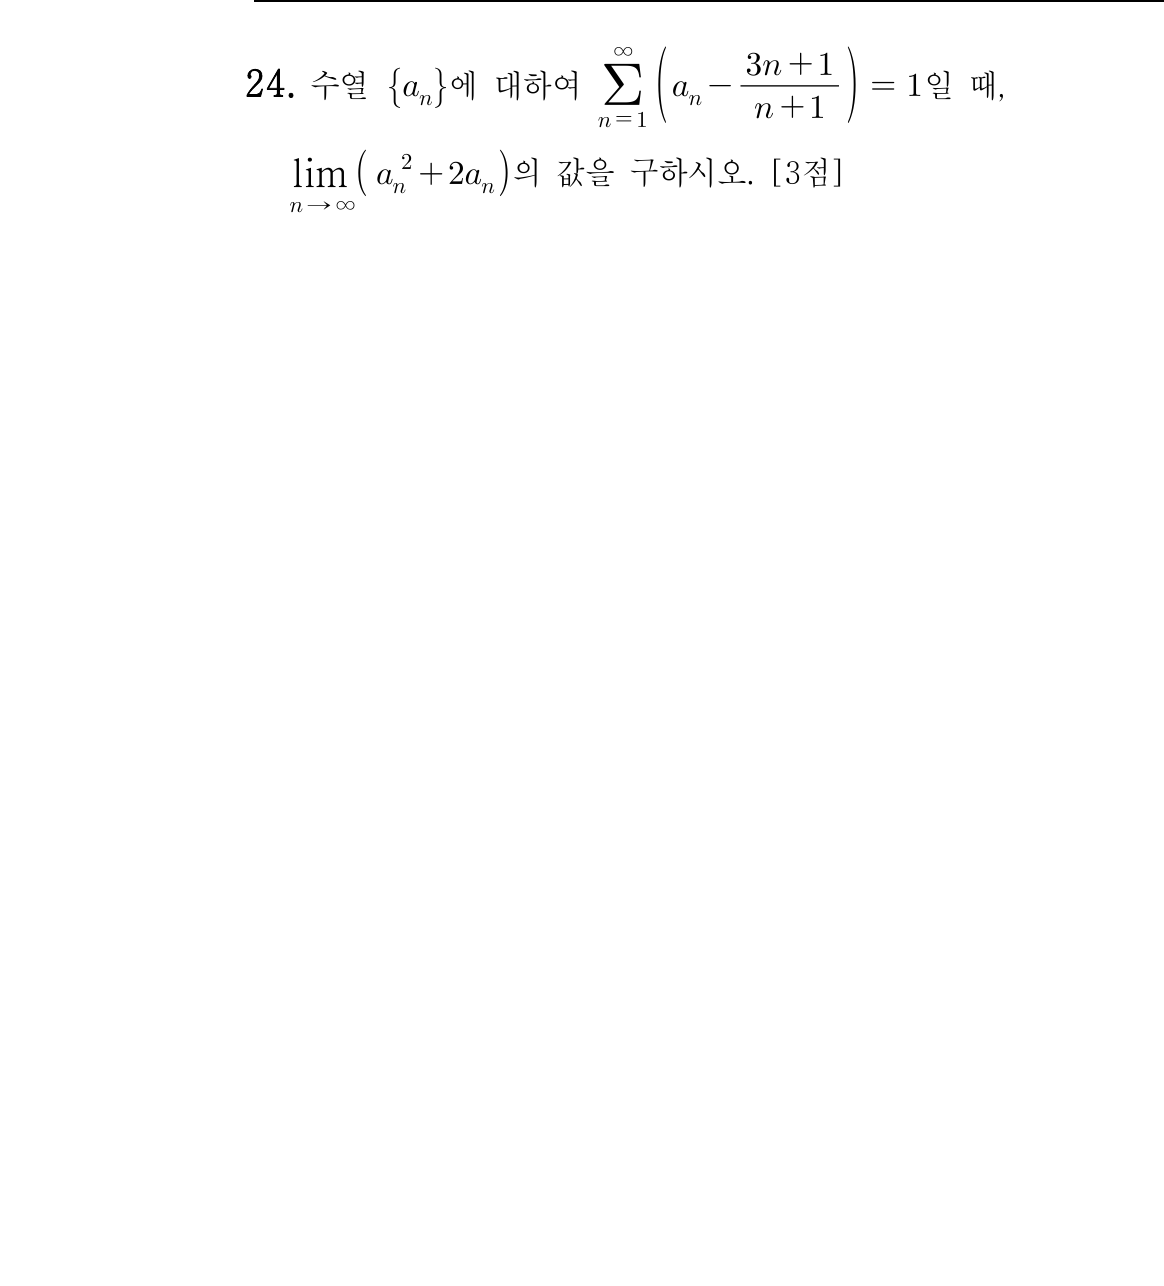 24. 수열 $\{a_n\}$에 대하여 $\sum_{n=1}^{\infty}\left(a_n-\frac{3n+1}{n+1}\right)=1$일 때,
$\lim_{n\to\infty}\left(a_n^2+2a_n\right)$의 값을 구하시오. [3점]